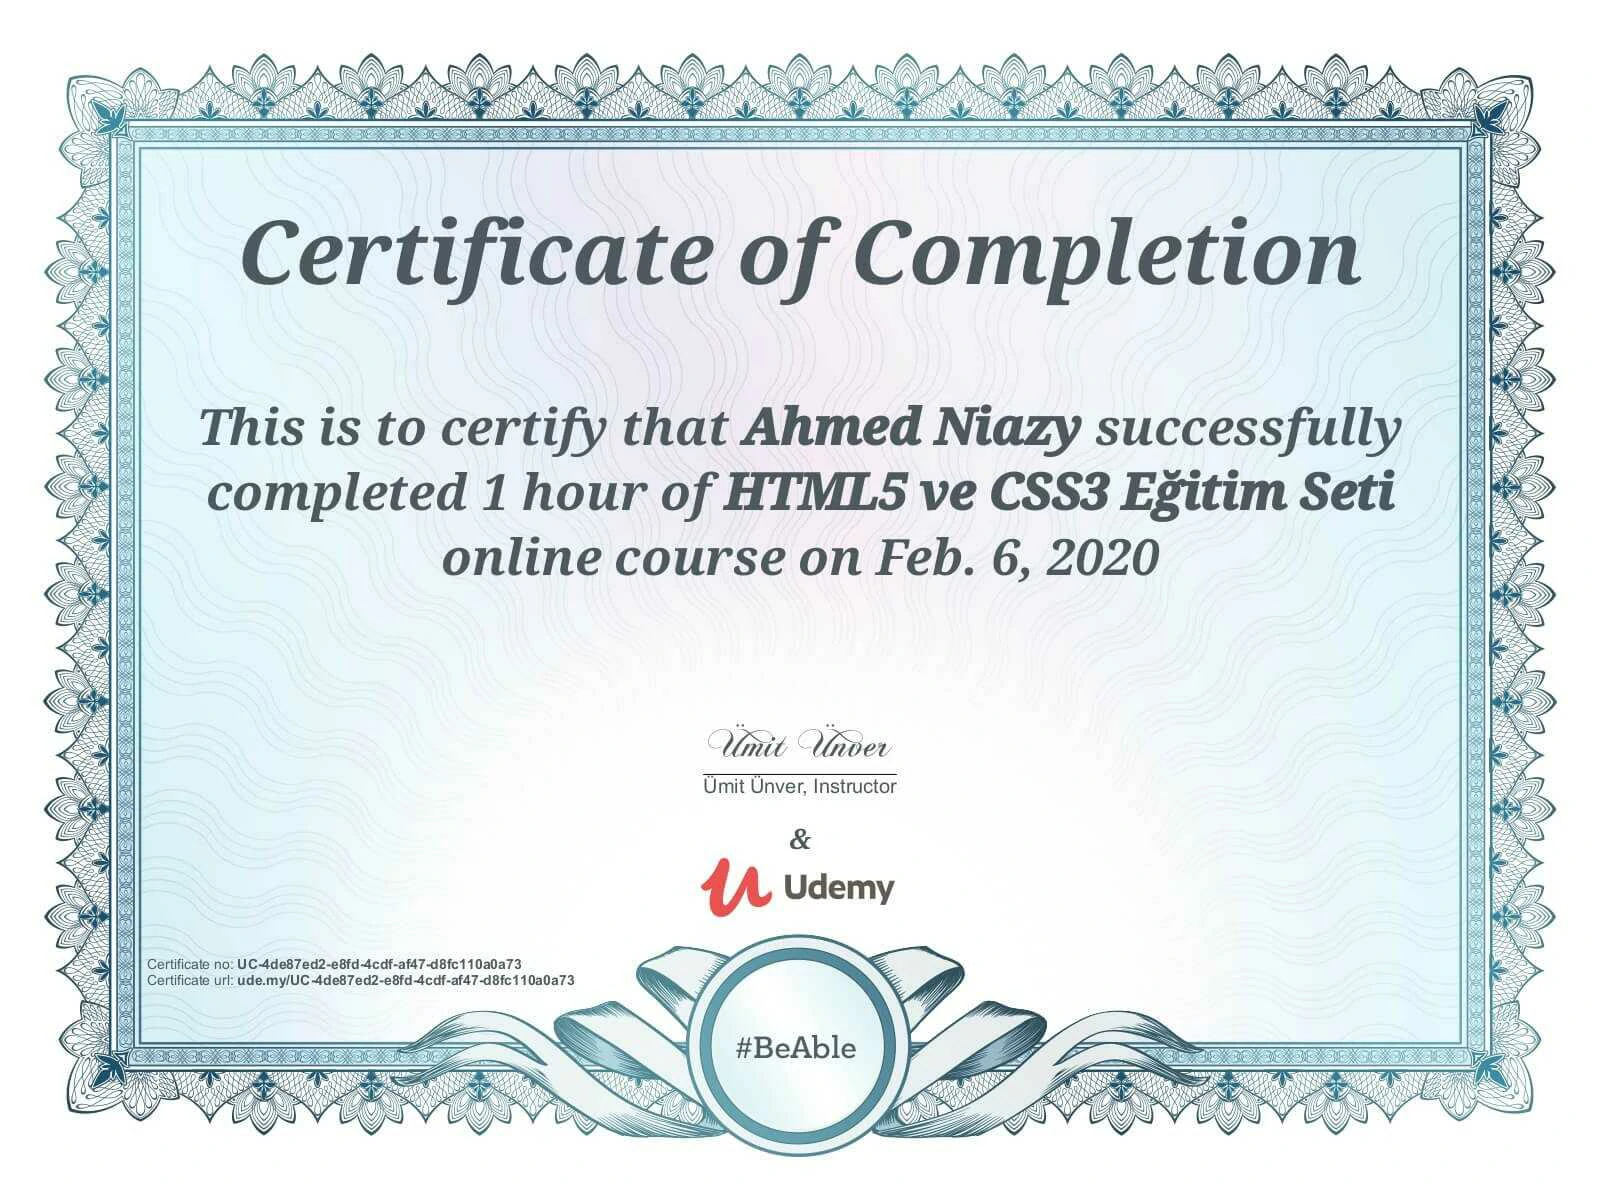 Certificate of Completion
This is to certify that Ahmed Niazy successfully
completed 1 hour of HTML5 ve CSS3 Eğitim Seti
online course on Feb. 6, 2020
Ümit Ünver
Ümit Ünver, Instructor
&
Udemy
Certificate no: UC-4de87ed2-e8fd-4cdf-af47-d8fc110a0a73
Certificate url: ude.my/UC-4de87ed2-e8fd-4cdf-af47-d8fc110a0a73
#BeAble